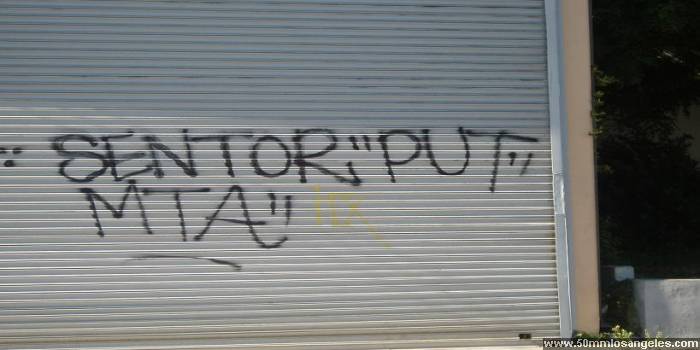 :: SENTOR "PUT"
MTA"
www.50mmlosangeles.com